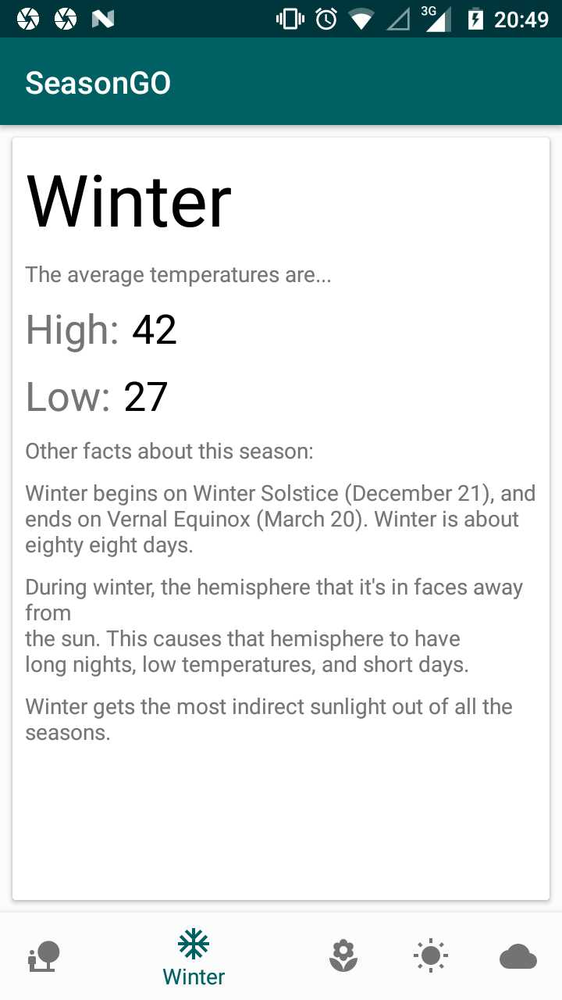 3G 20:49
SeasonGO
Winter
The average temperatures are...
High: 42
Low: 27
Other facts about this season:
Winter begins on Winter Solstice (December 21), and
ends on Vernal Equinox (March 20). Winter is about
eighty eight days.
During winter, the hemisphere that it's in faces away
from
the sun. This causes that hemisphere to have
long nights, low temperatures, and short days.
Winter gets the most indirect sunlight out of all the
seasons.
Winter